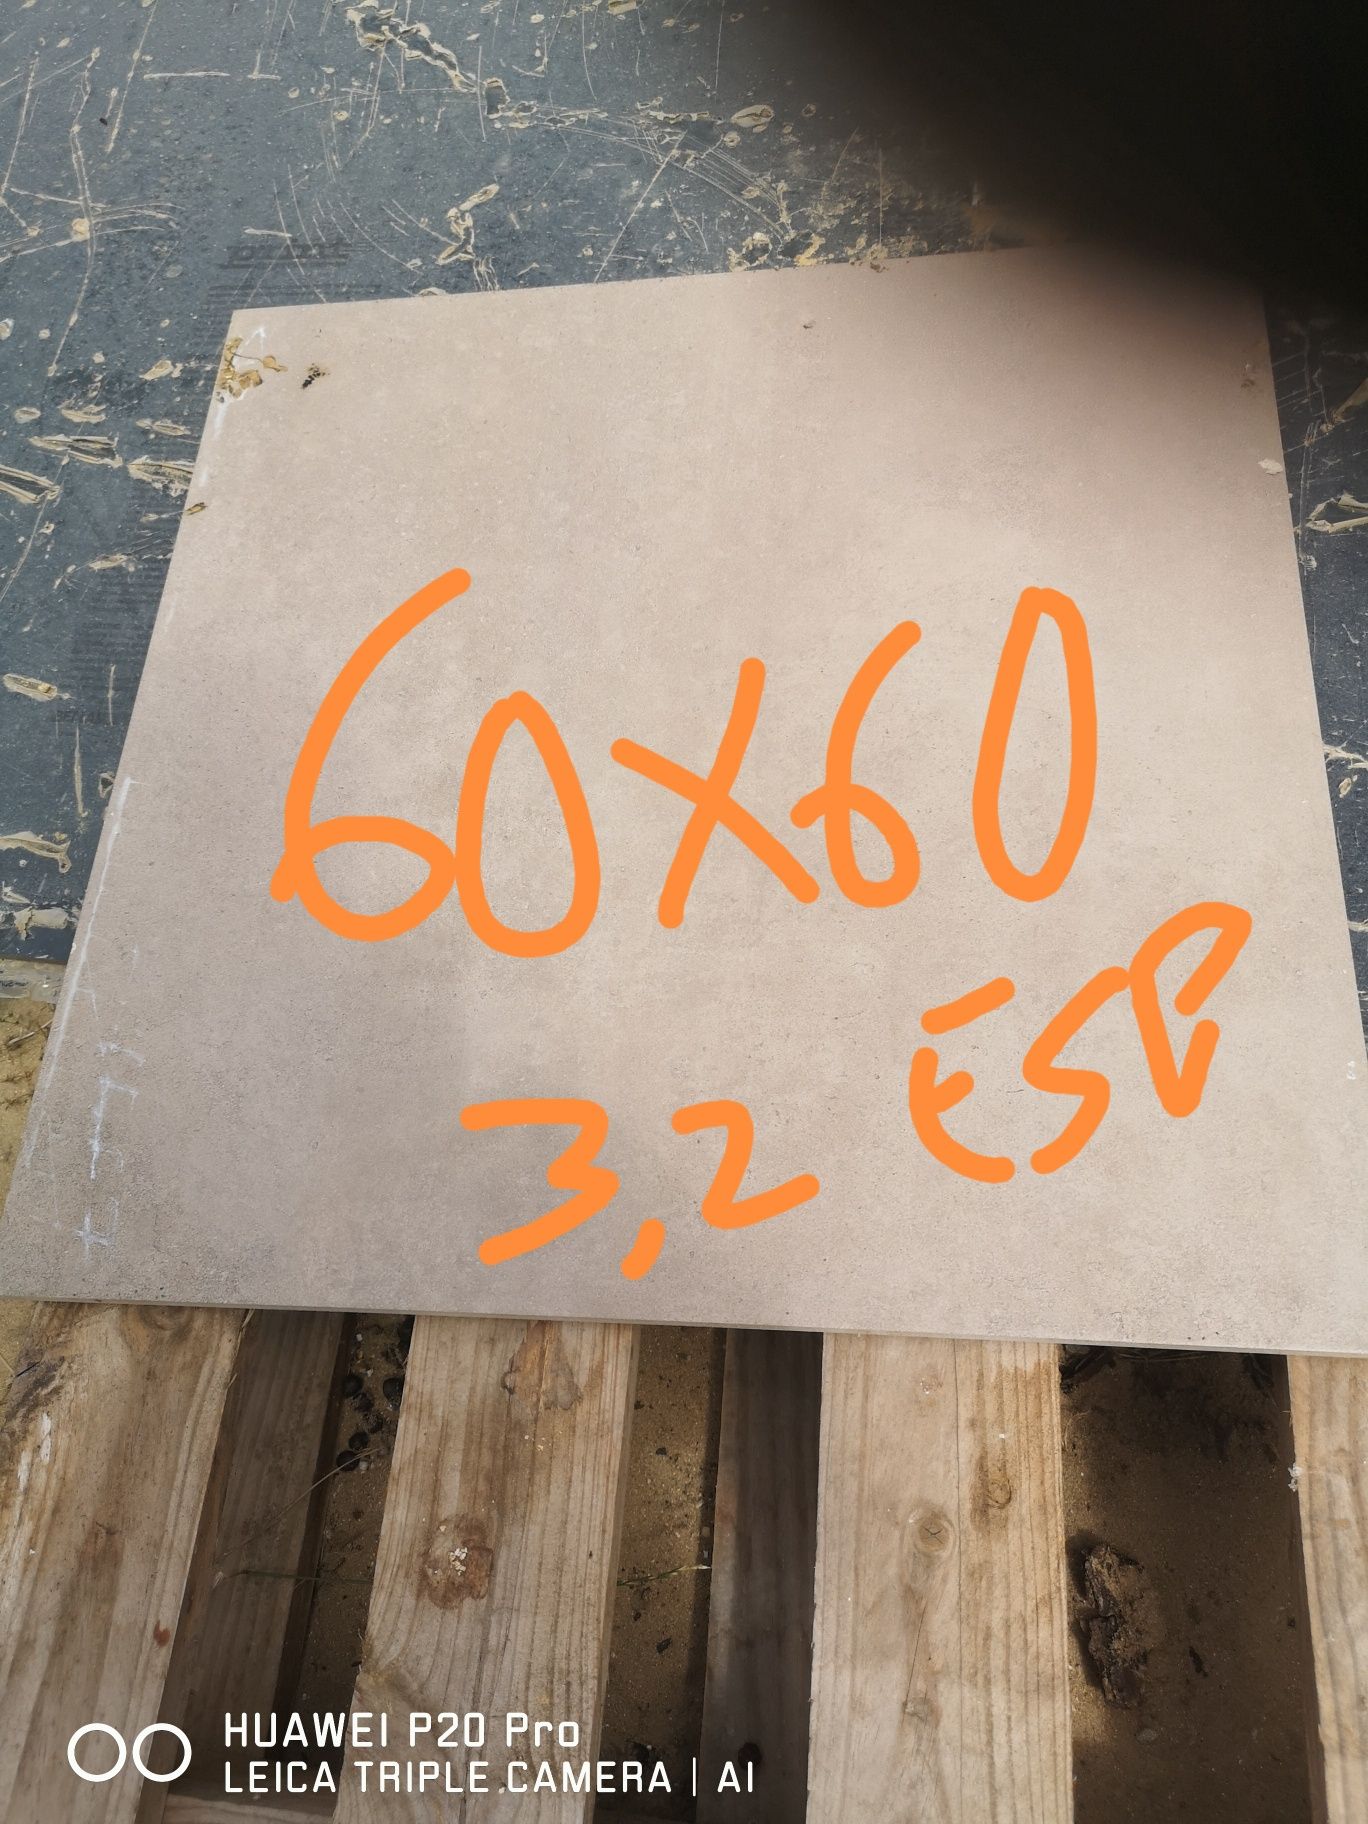 60x60
ESP
3,2
HUAWEI P20 Pro
LEICA TRIPLE CAMERA | AI